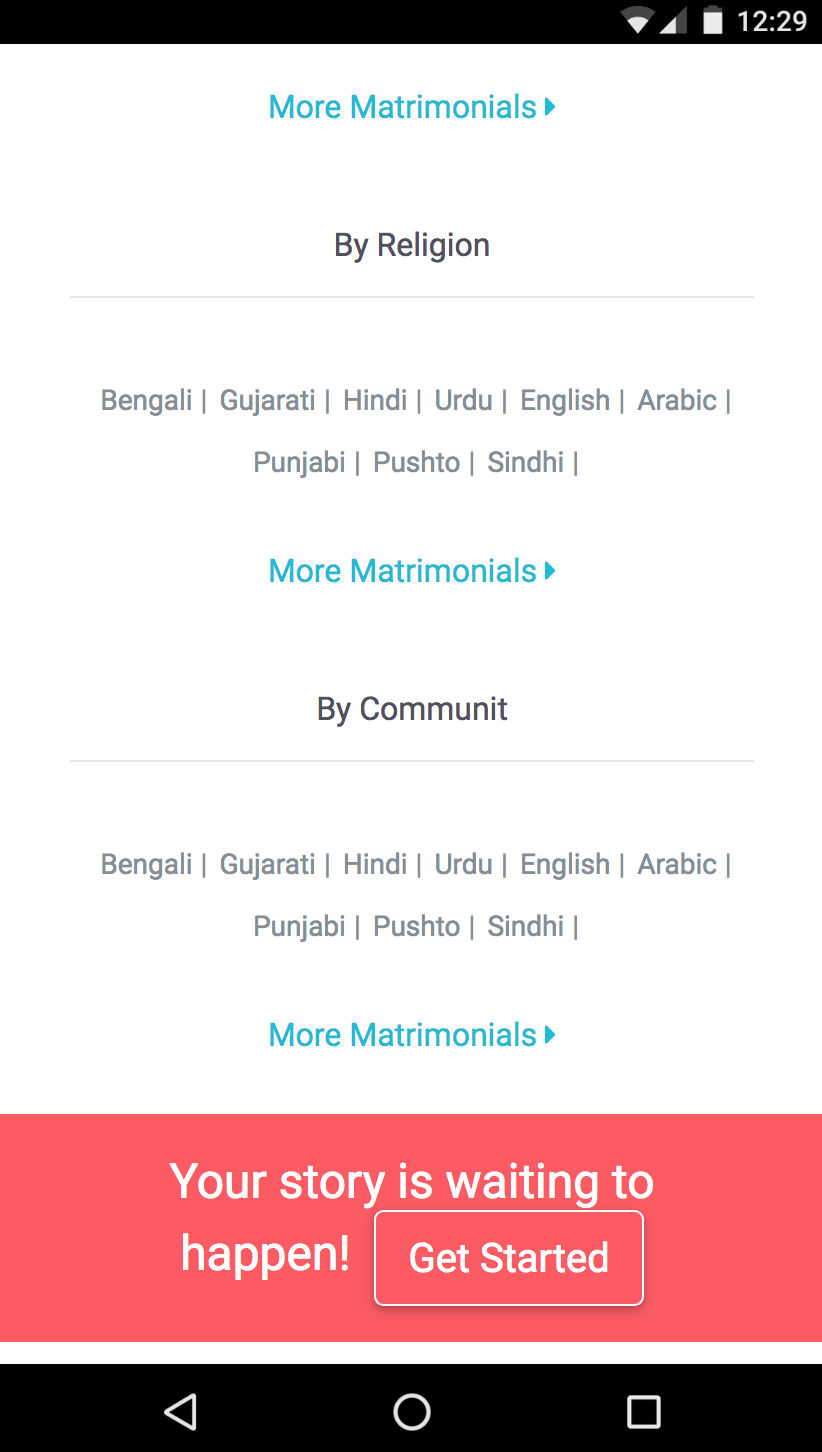 12:29
More Matrimonials
By Religion
Bengali | Gujarati | Hindi | Urdu | English | Arabic |
Punjabi | Pushto | Sindhi |
More Matrimonials
By Communit
Bengali | Gujarati | Hindi | Urdu | English | Arabic |
Punjabi | Pushto | Sindhi |
More Matrimonials
Your story is waiting to
happen! Get Started